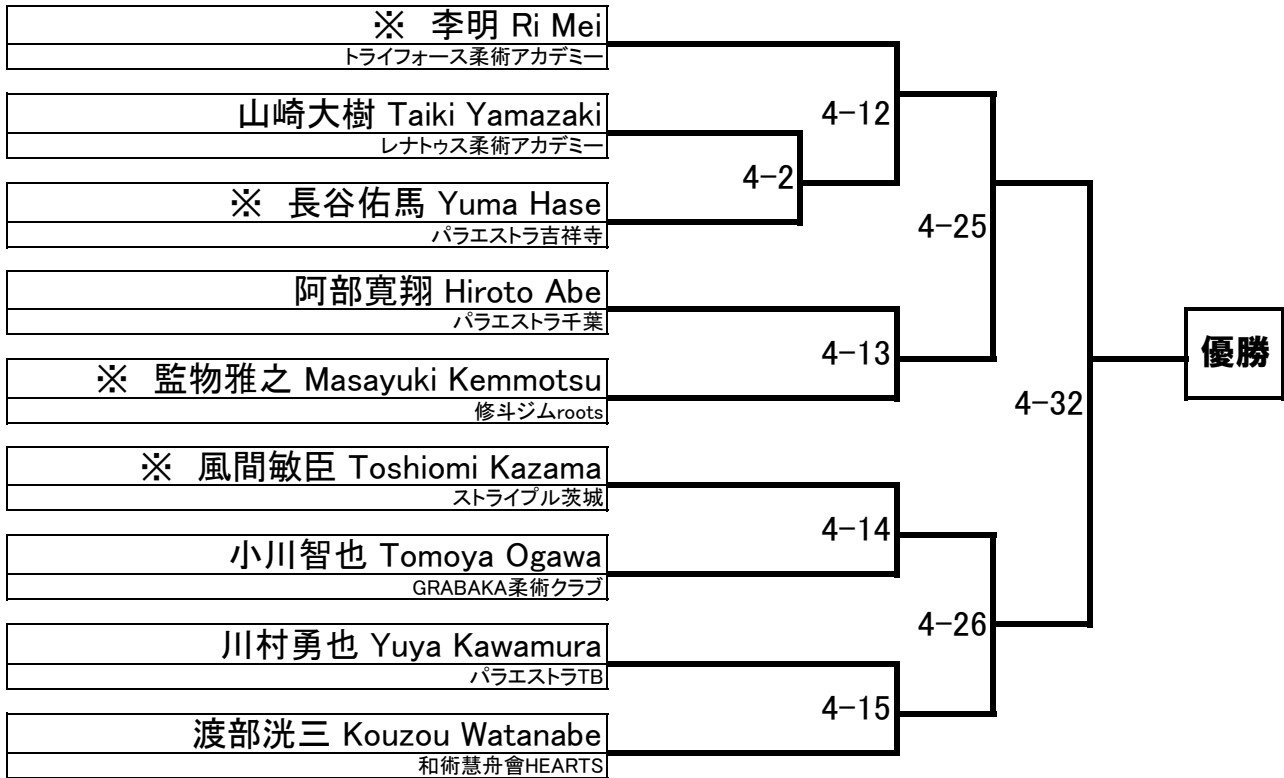 ※ 李明 Ri Mei
トライフォース柔術アカデミー
山崎大樹 Taiki Yamazaki
レナトゥス柔術アカデミー
※ 長谷佑馬 Yuma Hase
パラエストラ吉祥寺
阿部寛翔 Hiroto Abe
パラエストラ千葉
※ 監物雅之 Masayuki Kemmotsu
修斗ジムroots
※ 風間敏臣 Toshiomi Kazama
ストライプル茨城
小川智也 Tomoya Ogawa
GRABAKA柔術クラブ
川村勇也 Yuya Kawamura
パラエストラTB
渡部洸三 Kouzou Watanabe
和術慧舟會HEARTS
4-2
4-12
4-13
4-14
4-15
4-25
4-26
4-32
優勝